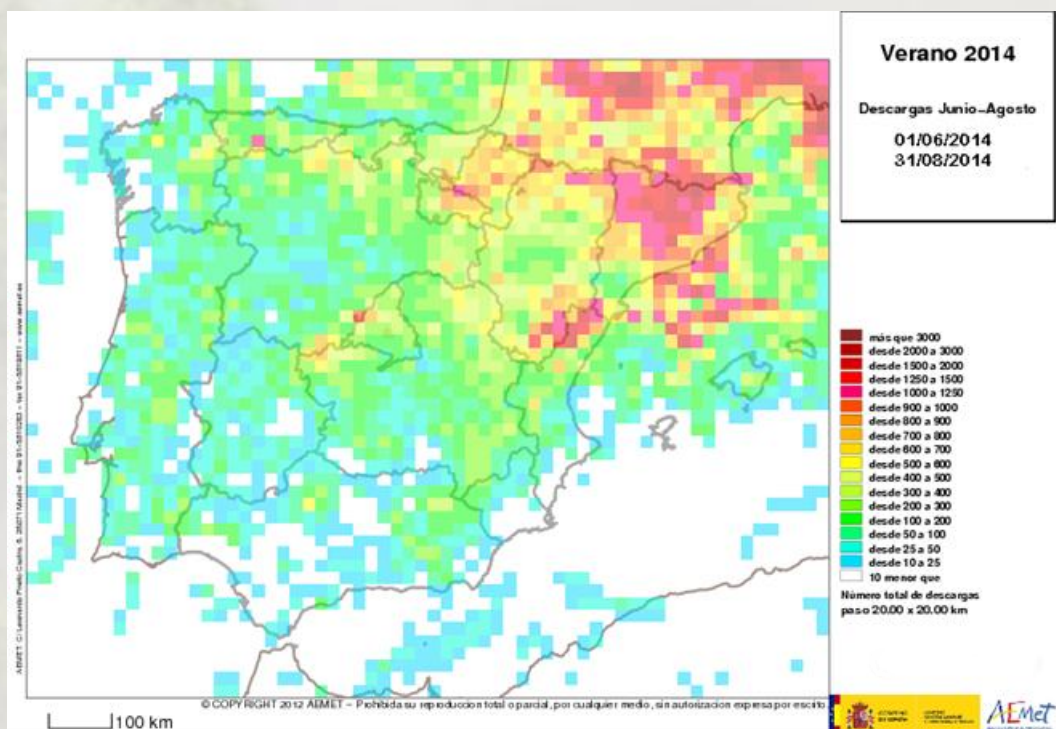 Verano 2014
Descargas Junio-Agosto
01/06/2014
31/08/2014
más que 3000
desde 2000 a 3000
desde 1500 a 2000
desde 1250 a 1500
desde 1000 a 1250
desde 900 a 1000
desde 800 a 900
desde 700 a 800
desde 600 a 700
desde 500 a 600
desde 400 a 500
desde 300 a 400
desde 200 a 300
desde 100 a 200
desde 50 a 100
desde 25 a 50
desde 10 a 25
10 menor que
Número total de descargas
paso 20.00 x 20.00 km
© COPYRIGHT 2012 AEMET – Prohibida su reproduccion total o parcial, por cualquier medio, sin autorizacion expresa por escrito.
100 km
GOBIERNO
DE ESPAÑA
AEmet